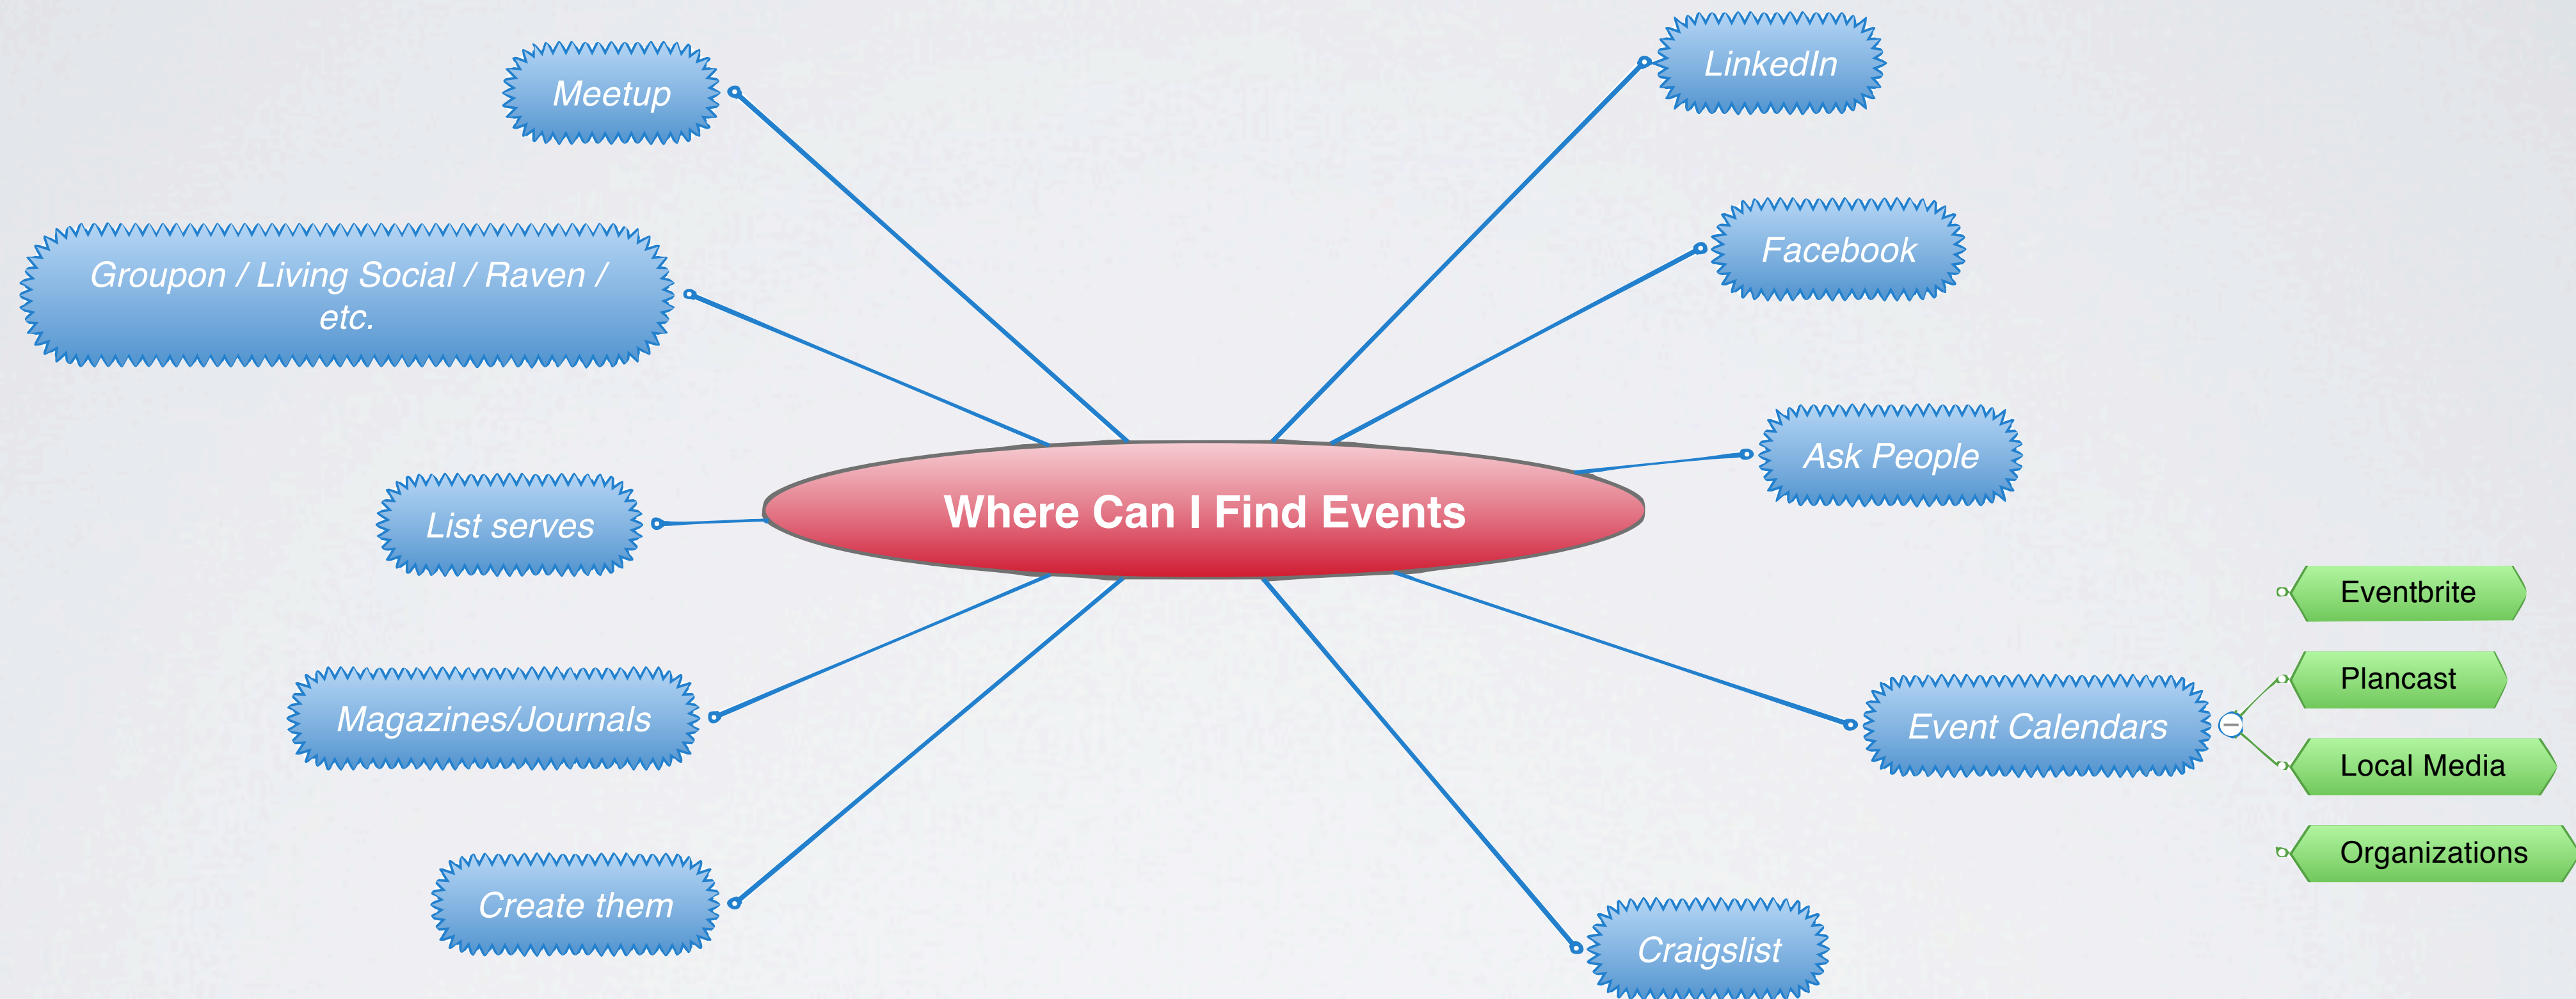 Meetup
LinkedIn
Groupon / Living Social / Raven /
etc.
Facebook
Ask People
Where Can I Find Events
List serves
Eventbrite
Plancast
Magazines/Journals
Event Calendars
Local Media
Organizations
Create them
Craigslist